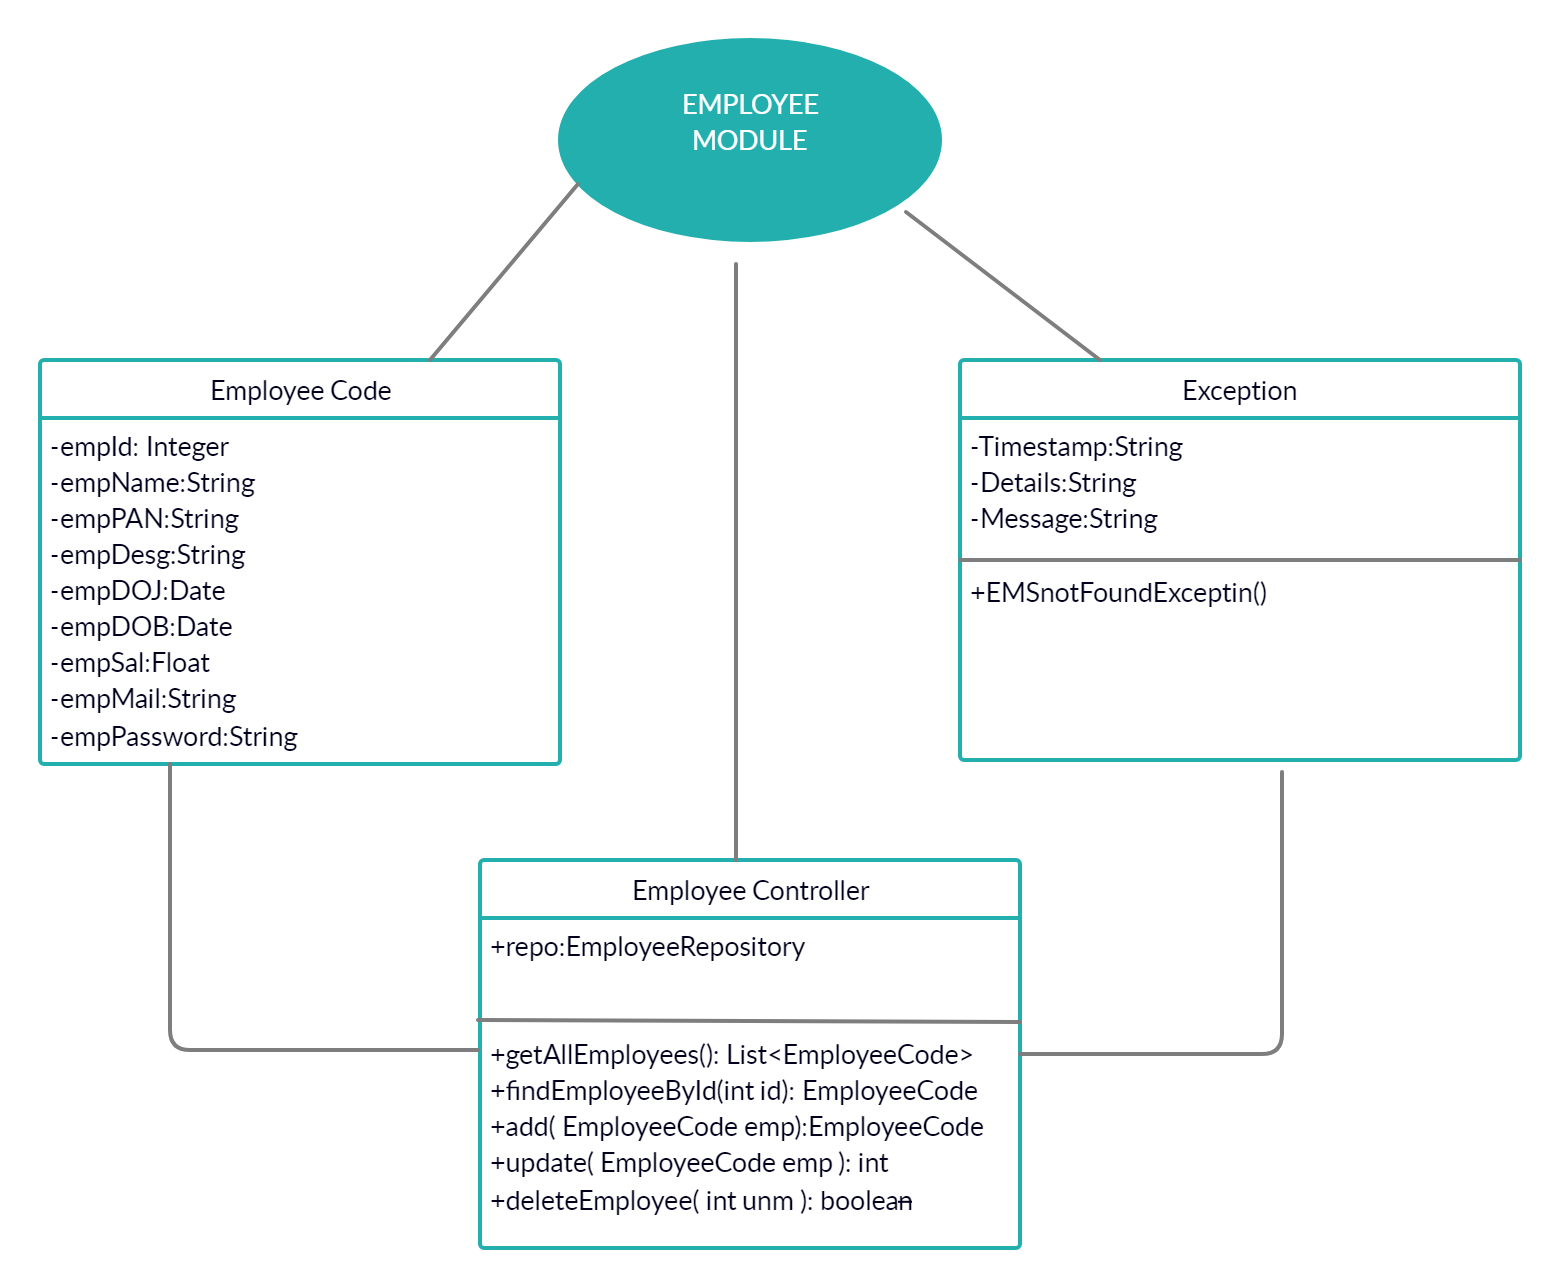 EMPLOYEE
MODULE
Employee Code
-empId: Integer
-empName:String
-empPAN:String
-empDesg:String
-empDOJ:Date
-empDOB:Date
-empSal:Float
-empMail:String
-empPassword:String
Exception
-Timestamp:String
-Details:String
-Message:String
+EMSnotFoundExceptin()
Employee Controller
+repo:EmployeeRepository
+getAllEmployees(): List<EmployeeCode>
+findEmployeeById(int id): EmployeeCode
+add( EmployeeCode emp):EmployeeCode
+update( EmployeeCode emp ): int
+deleteEmployee( int unm ): boolean